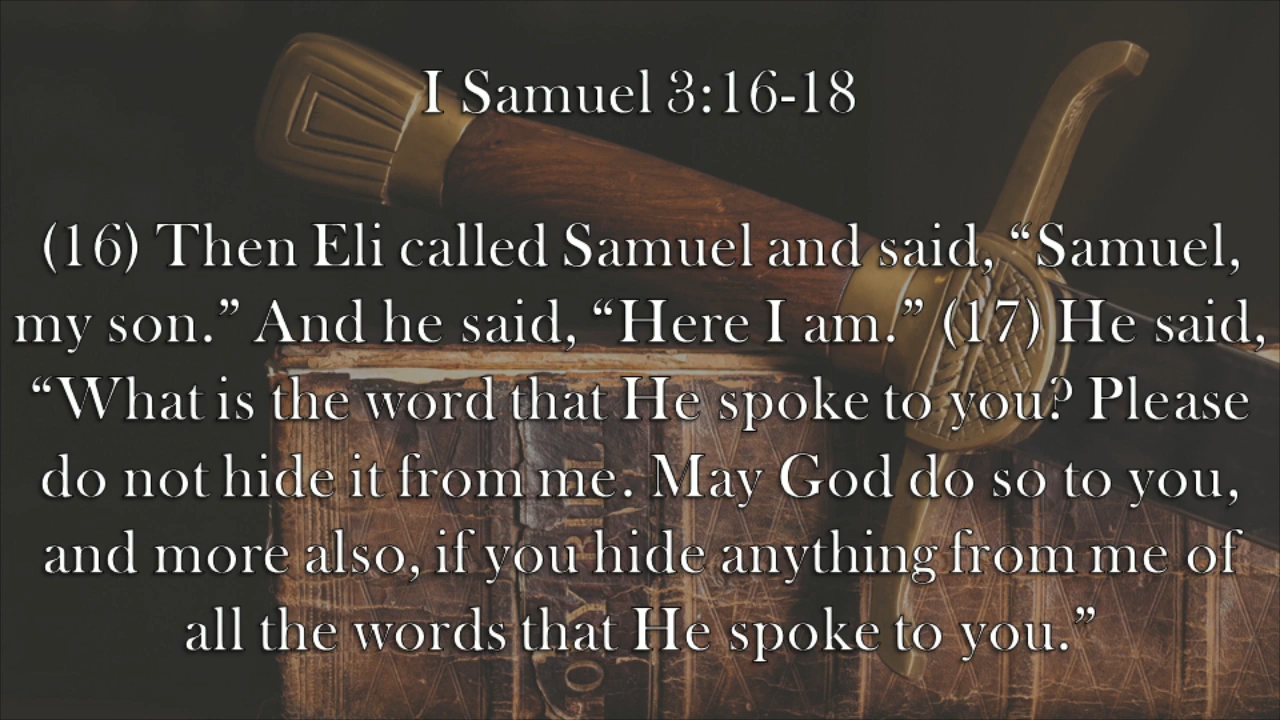 I Samuel 3:16-18
(16) Then Eli called Samuel and said, “Samuel,
my son.” And he said, “Here I am.” (17) He said,
“What is the word that He spoke to you? Please
do not hide it from me. May God do so to you,
and more also, if you hide anything from me of
all the words that He spoke to you.”